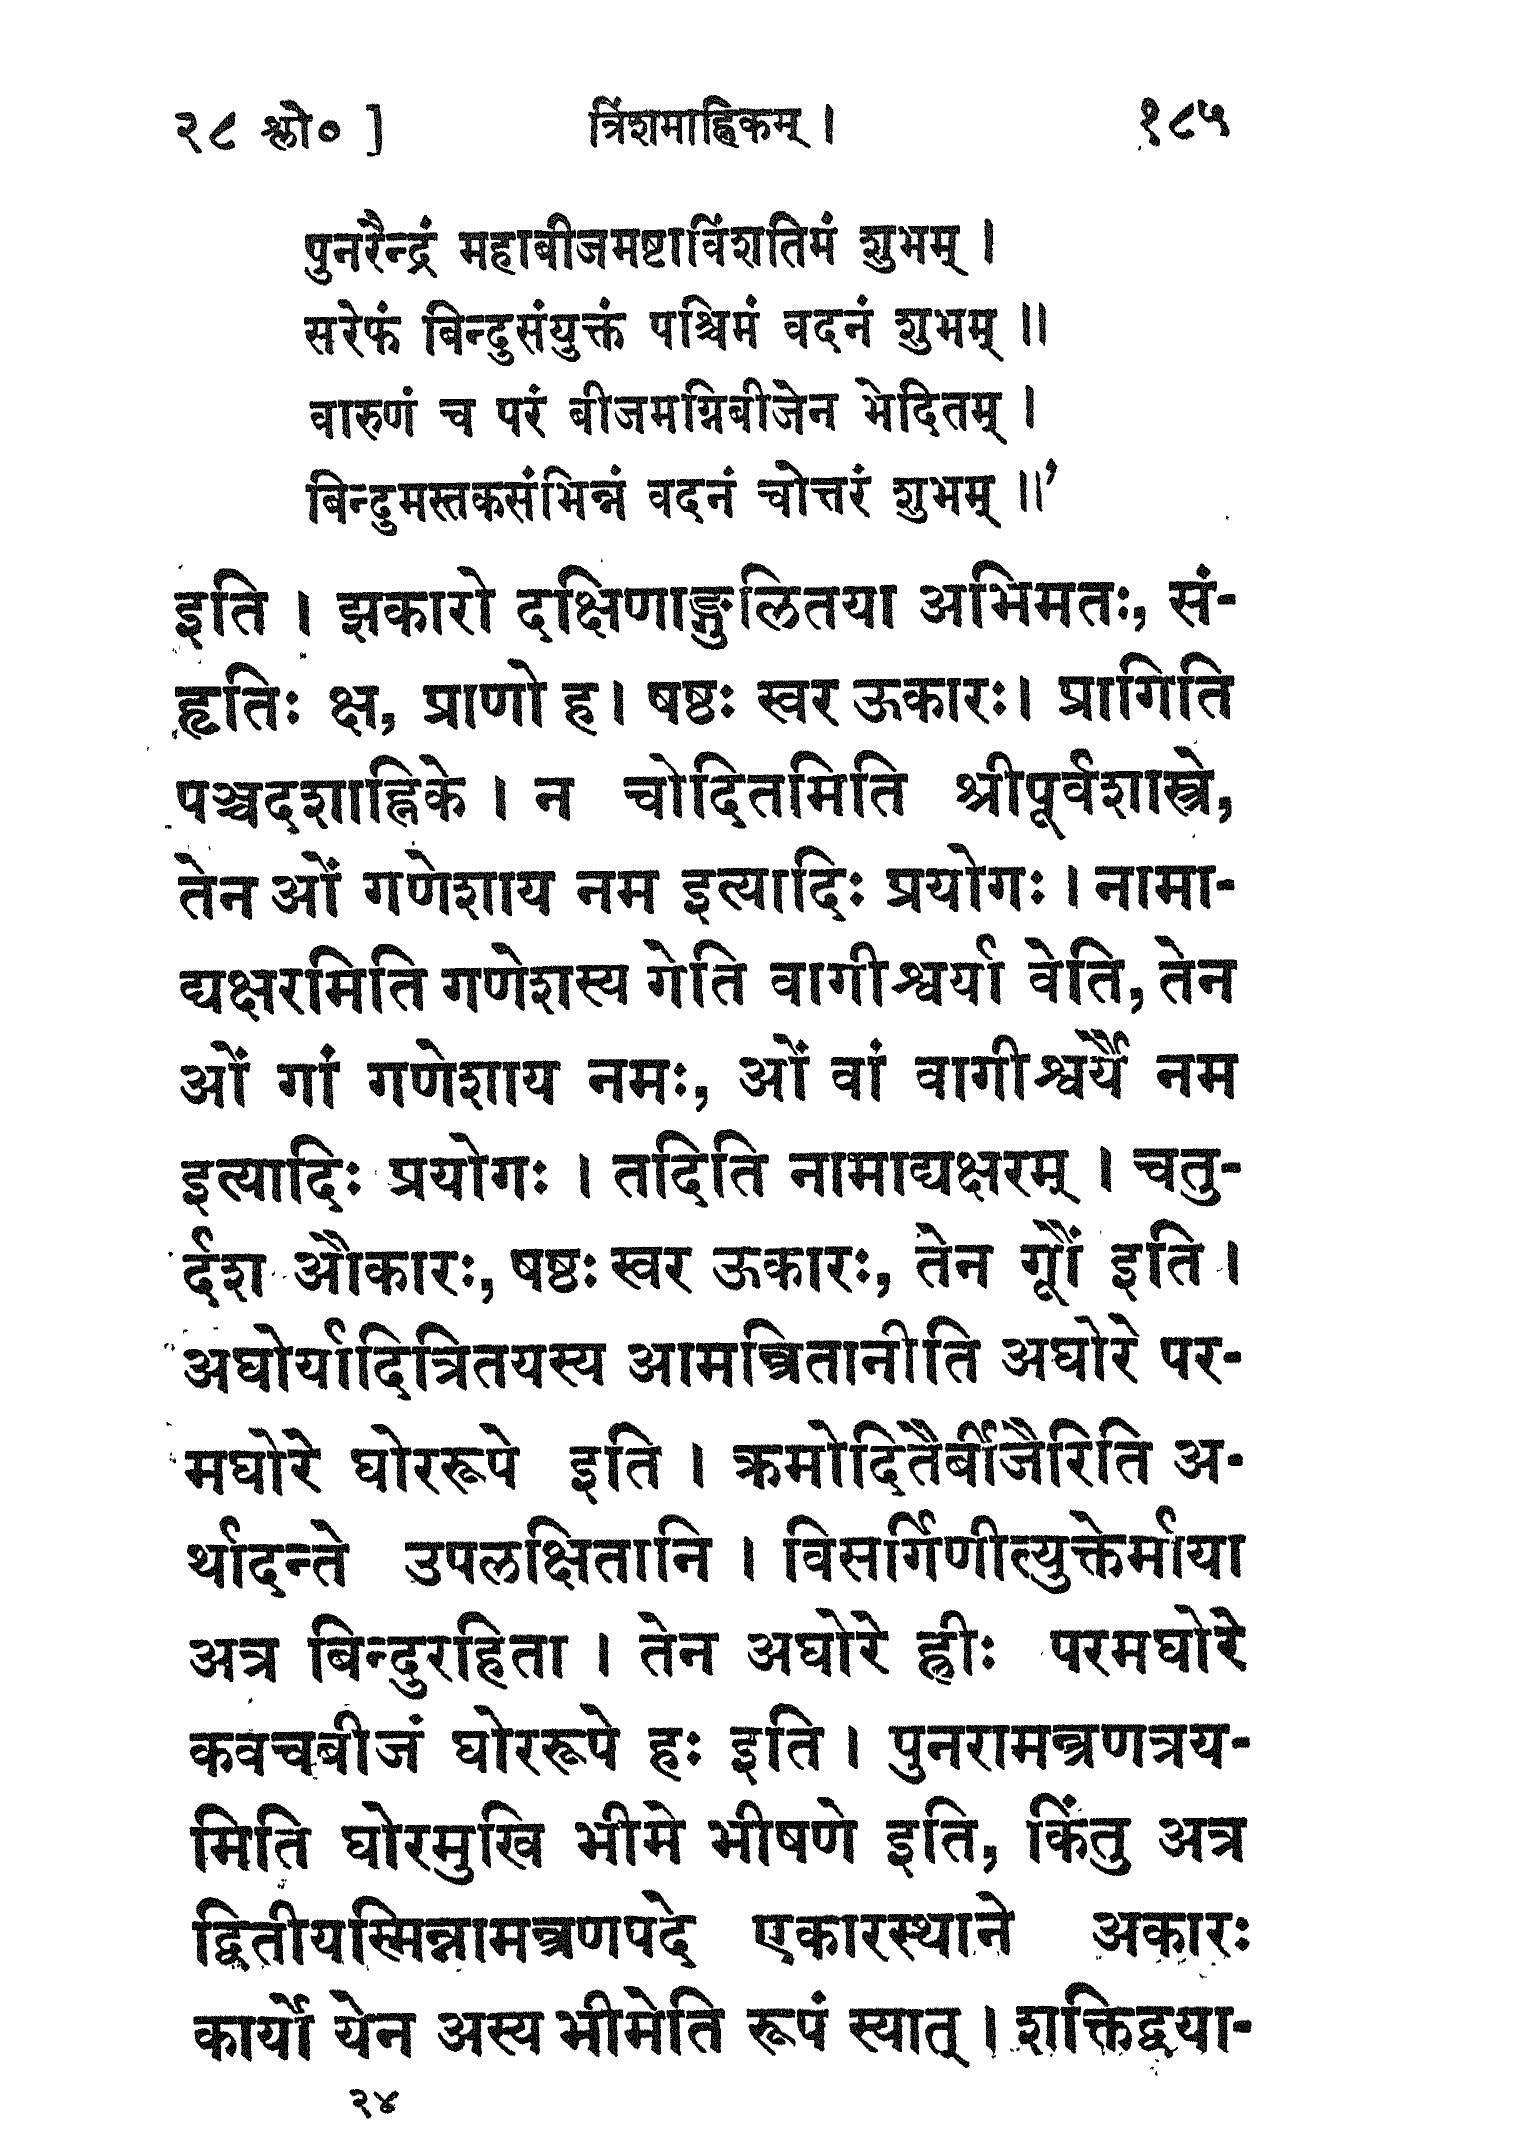 २८ श्लो० ] त्रिंशमाह्निकम् । १८५
पुनरैन्द्रं महाबीजमष्टाविंशतिमं शुभम् ।
सरेफं बिन्दुसंयुक्तं पश्चिमं वदनं शुभम् ॥
वारुणं च परं बीजमग्निबीजेन भेदितम् ।
बिन्दुमस्तकसंभिन्नं वदनं चोत्तरं शुभम् ॥’
इति । झकारो दक्षिणाङ्गुलितया अभिमतः, सं-
हृतिः क्ष, प्राणो ह । षष्ठः स्वर ऊकारः । प्रागिति
पञ्चदशाह्निके । न चोदितमिति श्रीपूर्वशास्त्रे,
तेन ओं गणेशाय नम इत्यादिः प्रयोगः । नामा-
द्यक्षरमिति गणेशस्य गेति वागीश्वर्या वेति, तेन
ओं गां गणेशाय नमः, ओं वां वागीश्वर्यै नम
इत्यादिः प्रयोगः । तदिति नामाद्यक्षरम् । चतु-
र्दश औकारः, षष्ठः स्वर ऊकारः, तेन गूौं इति ।
अघोर्यादित्रितयस्य आमन्त्रितानीति अघोरे पर-
मघोरे घोररूपे इति । क्रमोदितैर्बीजैरिति अ-
र्थादन्ते उपलक्षितानि । विसर्गिणीत्युक्तेर्माया
अत्र बिन्दुरहिता । तेन अघोरे ह्रीः परमघोरे
कवचबीजं घोररूपे हः इति । पुनरामन्त्रणत्रय-
मिति घोरमुखि भीमे भीषणे इति, किंतु अत्र
द्वितीयस्मिन्नामन्त्रणपदे एकारस्थाने अकारः
कार्यो येन अस्य भीमेति रूपं स्यात् । शक्तिद्वया-
२४